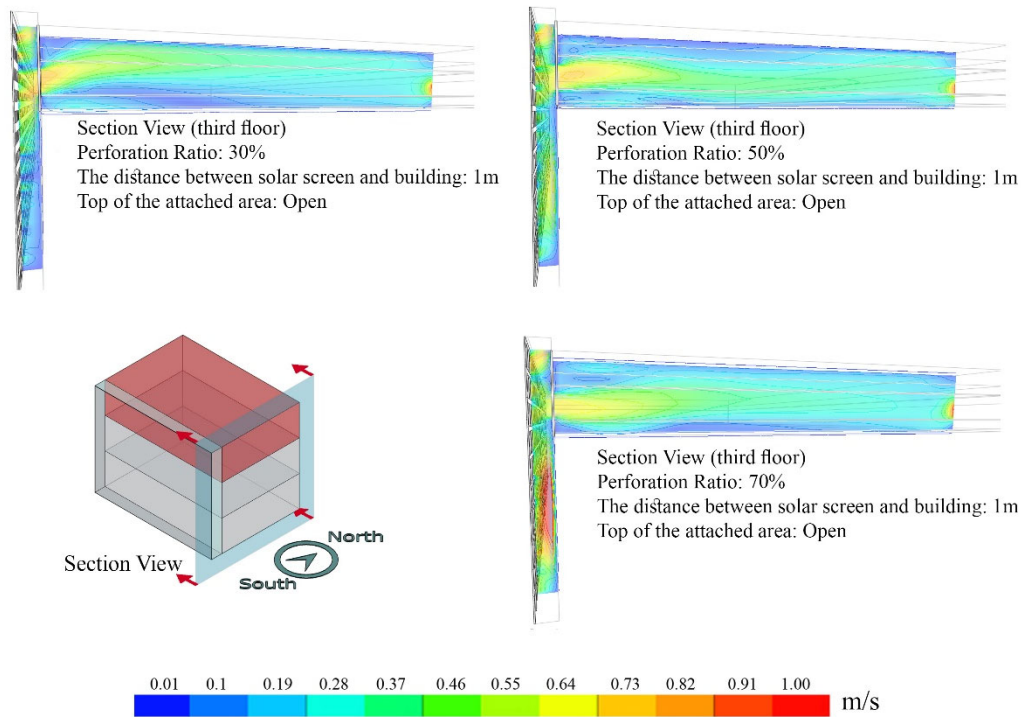 Section View (third floor)
Perforation Ratio: 30%
The distance between solar screen and building: 1m
Top of the attached area: Open
Section View (third floor)
Perforation Ratio: 50%
The distance between solar screen and building: 1m
Top of the attached area: Open
Section View
North
South
Section View (third floor)
Perforation Ratio: 70%
The distance between solar screen and building: 1m
Top of the attached area: Open
0.01 0.1 0.19 0.28 0.37 0.46 0.55 0.64 0.73 0.82 0.91 1.00
m/s